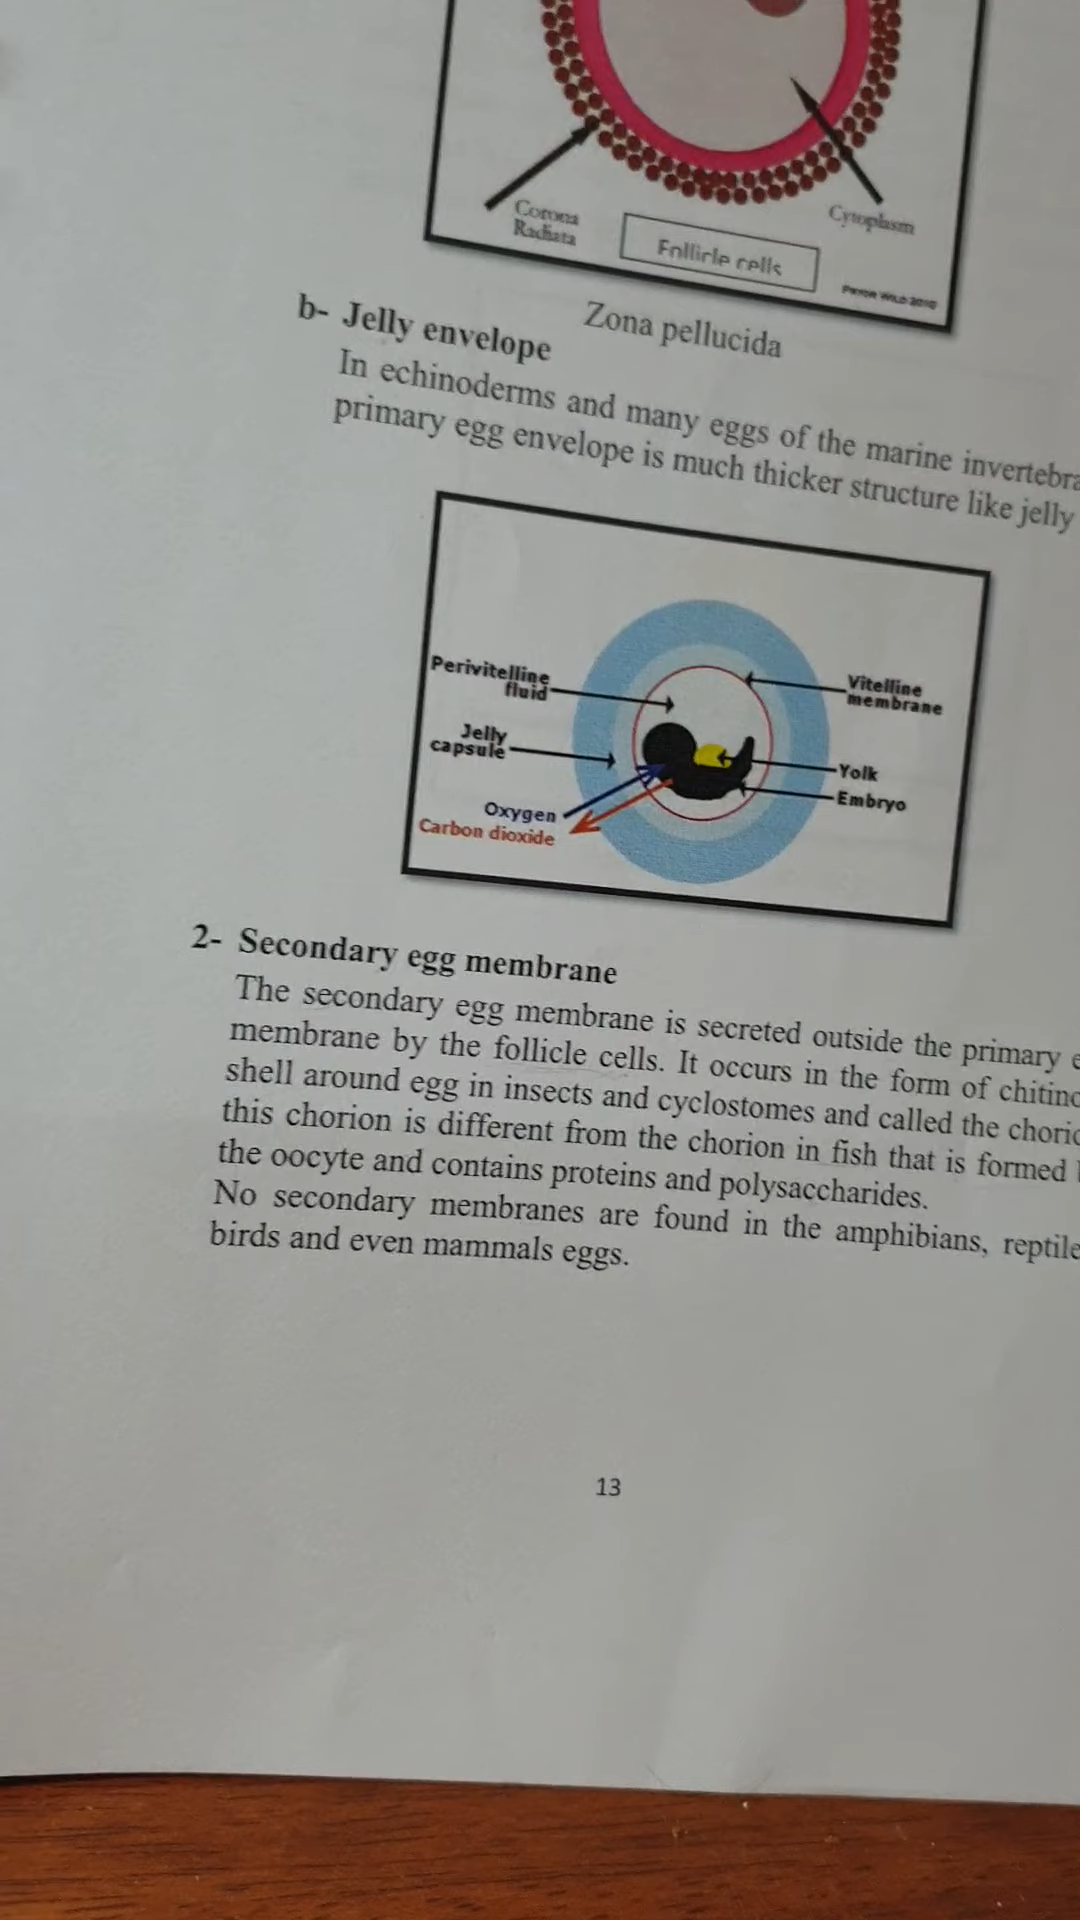 Corona
Radiata
Cytoplasm
Follicle cells
Zona pellucida
b- Jelly envelope
In echinoderms and many eggs of the marine
primary egg envelope is much thicker structure like jelly
Perivitelline
fluid
Vitelline
membrane
Jelly
capsule
Yolk
Embryo
Oxygen
Carbon dioxide
2- Secondary egg membrane
The secondary egg membrane is secreted outside the primary
membrane by the follicle cells. It occurs in the form of
shell around egg in insects and cyclostomes and called the
this chorion is different from the chorion in fish that is formed
the oocyte and contains proteins and polysaccharides.
No secondary membranes are found in the amphibians,
birds and even mammals eggs.
13